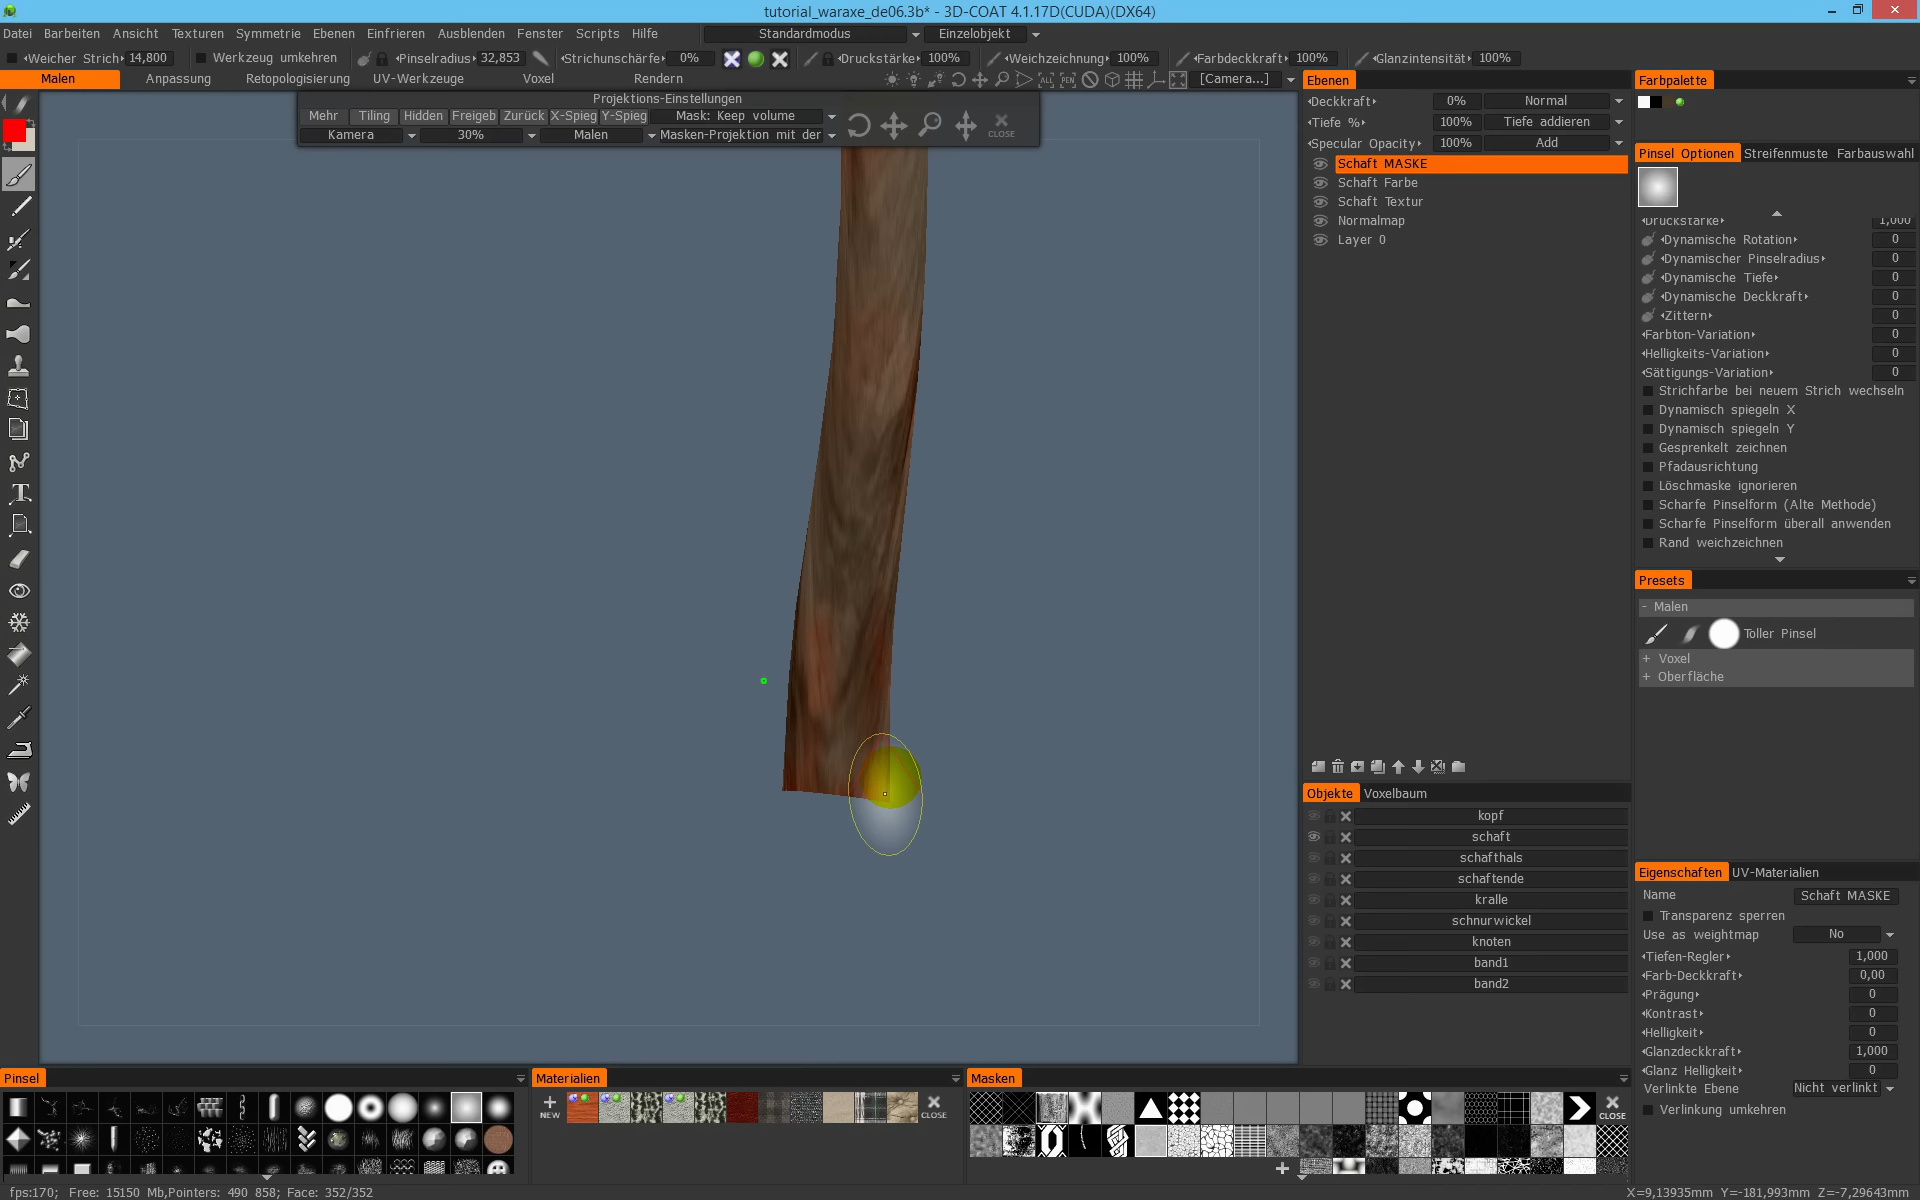 tutorial_waraxe_de06.3b* - 3D-COAT 4.1.17D(CUDA)(DX64)
Datei Bearbeiten Ansicht Texturen Symmetrie Ebenen Einfrieren Ausblenden Fenster Scripts Hilfe Standardmodus Einzelobjekt
Weicher Strich 14,800 Werkzeug umkehren Pinselradius 32,853 Strichunschärfe 0% Druckstärke 100% Weichzeichnung 100% Farbdeckkraft 100% Glanzintensität 100%
Malen Anpassung Retopologisierung UV-Werkzeuge Voxel Rendern ALL PEN [Camera...]
Projektions-Einstellungen
Mehr Tiling Hidden Freigeb Zurück X-Spieg Y-Spieg Mask: Keep volume
Kamera 30% Malen Masken-Projektion mit der CLOSE
Ebenen
Deckkraft 0% Normal
Tiefe % 100% Tiefe addieren
Specular Opacity 100% Add
Schaft MASKE
Schaft Farbe
Schaft Textur
Normalmap
Layer 0
Objekte Voxelbaum
kopf
schaft
schafthals
schaftende
kralle
schnurwickel
knoten
band1
band2
Farbpalette
Pinsel Optionen Streifenmuste Farbauswahl
Druckstärke 1,000
Dynamische Rotation 0
Dynamischer Pinselradius 0
Dynamische Tiefe 0
Dynamische Deckkraft 0
Zittern 0
Farbton-Variation 0
Helligkeits-Variation 0
Sättigungs-Variation 0
Strichfarbe bei neuem Strich wechseln
Dynamisch spiegeln X
Dynamisch spiegeln Y
Gesprenkelt zeichnen
Pfadausrichtung
Löschmaske ignorieren
Scharfe Pinselform (Alte Methode)
Scharfe Pinselform überall anwenden
Rand weichzeichnen
Presets
- Malen
Toller Pinsel
+ Voxel
+ Oberfläche
Eigenschaften UV-Materialien
Name Schaft MASKE
Transparenz sperren
Use as weightmap No
Tiefen-Regler 1,000
Farb-Deckkraft 0,00
Prägung 0
Kontrast 0
Helligkeit 0
Glanzdeckkraft 1,000
Glanz Helligkeit 0
Verlinkte Ebene Nicht verlinkt
Verlinkung umkehren
Pinsel Materialien Masken
NEW CLOSE CLOSE
fps:170; Free: 15150 Mb,Pointers: 490 858; Face: 352/352 X=9,13935mm Y=-181,993mm Z=-7,29643mm